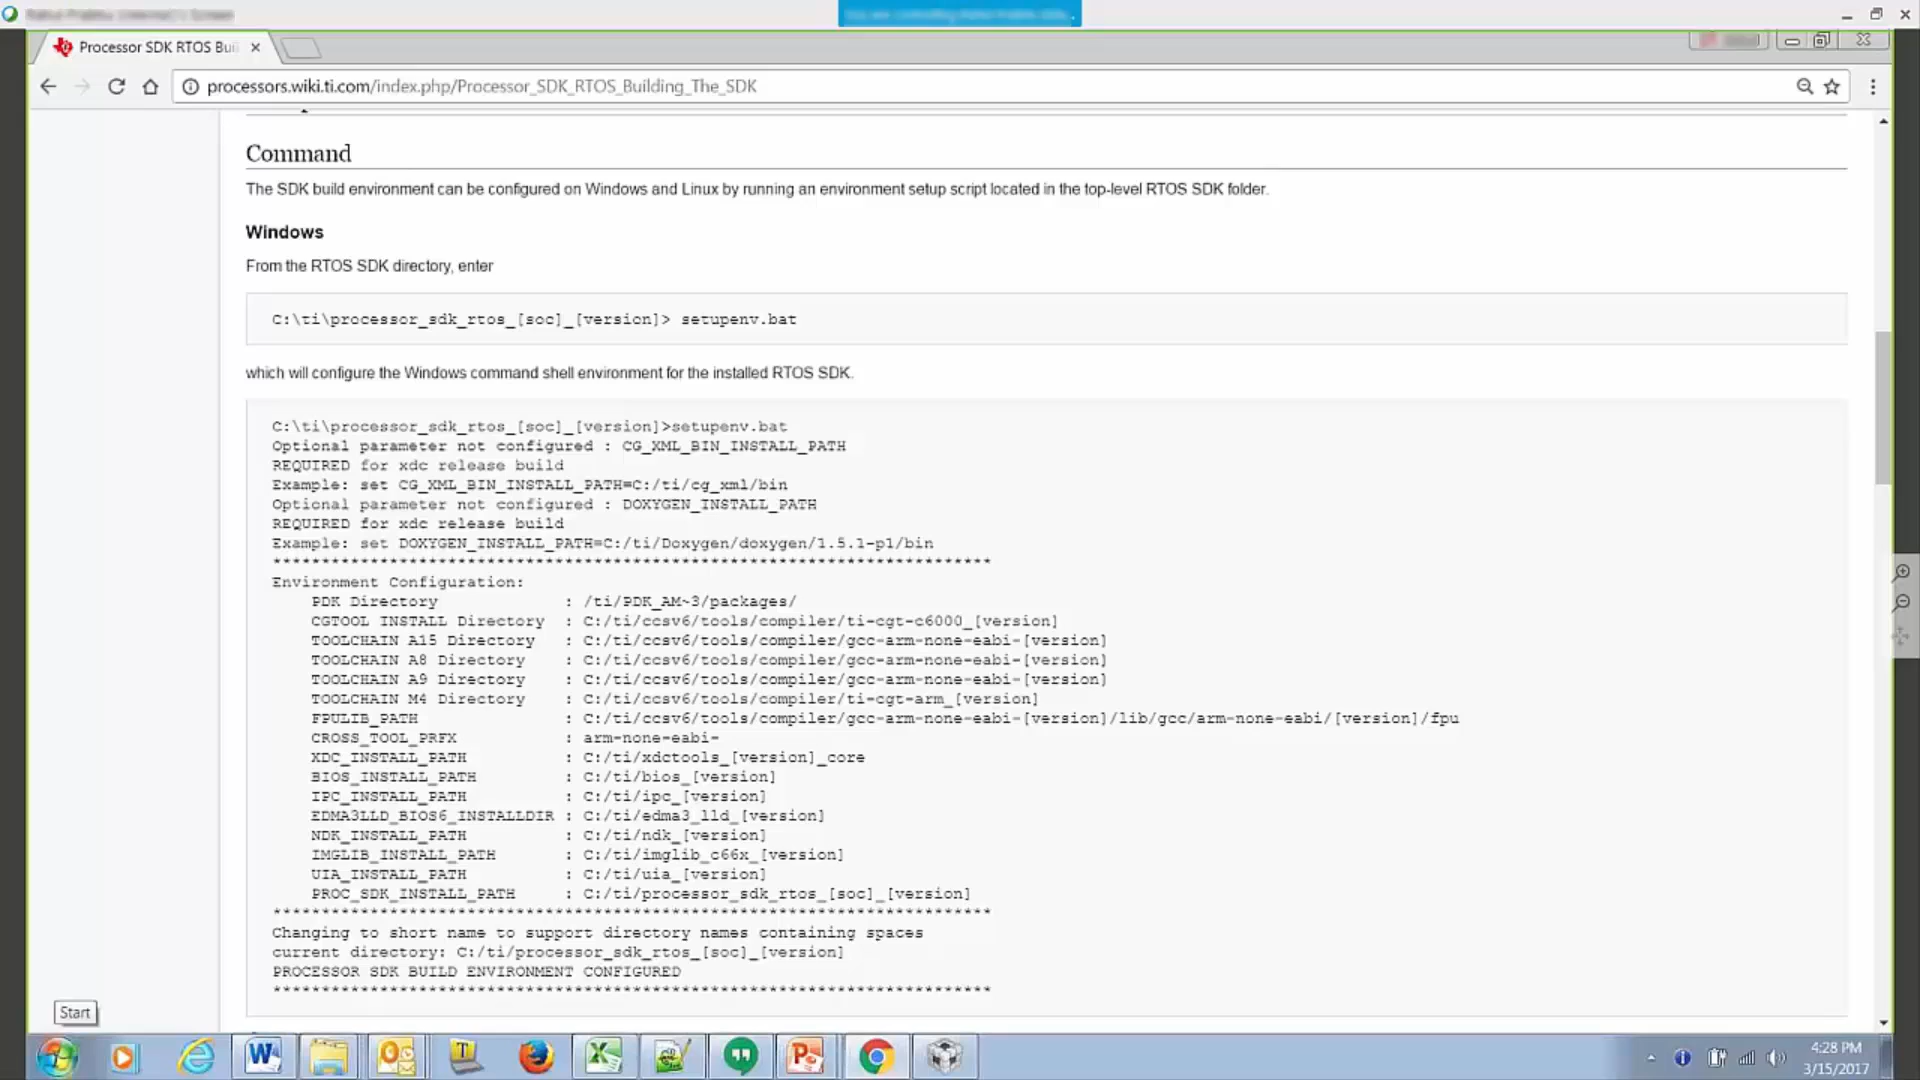 Processor SDK RTOS Bui
processors.wiki.ti.com/index.php/Processor_SDK_RTOS_Building_The_SDK
Command
The SDK build environment can be configured on Windows and Linux by running an environment setup script located in the top-level RTOS SDK folder.
Windows
From the RTOS SDK directory, enter
C:\ti\processor_sdk_rtos_[soc]_[version]> setupenv.bat
which will configure the Windows command shell environment for the installed RTOS SDK.
C:\ti\processor_sdk_rtos_[soc]_[version]>setupenv.bat
Optional parameter not configured : CG_XML_BIN_INSTALL_PATH
REQUIRED for xdc release build
Example: set CG_XML_BIN_INSTALL_PATH=C:/ti/cg_xml/bin
Optional parameter not configured : DOXYGEN_INSTALL_PATH
REQUIRED for xdc release build
Example: set DOXYGEN_INSTALL_PATH=C:/ti/Doxygen/doxygen/1.5.1-p1/bin
**************************************************************************
Environment Configuration:
PDK Directory : /ti/PDK_AM~3/packages/
CGTOOL INSTALL Directory : C:/ti/ccsv6/tools/compiler/ti-cgt-c6000_[version]
TOOLCHAIN A15 Directory : C:/ti/ccsv6/tools/compiler/gcc-arm-none-eabi-[version]
TOOLCHAIN A8 Directory : C:/ti/ccsv6/tools/compiler/gcc-arm-none-eabi-[version]
TOOLCHAIN A9 Directory : C:/ti/ccsv6/tools/compiler/gcc-arm-none-eabi-[version]
TOOLCHAIN M4 Directory : C:/ti/ccsv6/tools/compiler/ti-cgt-arm_[version]
FPULIB_PATH : C:/ti/ccsv6/tools/compiler/gcc-arm-none-eabi-[version]/lib/gcc/arm-none-eabi/[version]/fpu
CROSS_TOOL_PRFX : arm-none-eabi-
XDC_INSTALL_PATH : C:/ti/xdctools_[version]_core
BIOS_INSTALL_PATH : C:/ti/bios_[version]
IPC_INSTALL_PATH : C:/ti/ipc_[version]
EDMA3LLD_BIOS6_INSTALLDIR : C:/ti/edma3_lld_[version]
NDK_INSTALL_PATH : C:/ti/ndk_[version]
IMGLIB_INSTALL_PATH : C:/ti/imglib_c66x_[version]
UIA_INSTALL_PATH : C:/ti/uia_[version]
PROC_SDK_INSTALL_PATH : C:/ti/processor_sdk_rtos_[soc]_[version]
**************************************************************************
Changing to short name to support directory names containing spaces
current directory: C:/ti/processor_sdk_rtos_[soc]_[version]
PROCESSOR SDK BUILD ENVIRONMENT CONFIGURED
**************************************************************************
Start
4:28 PM
3/15/2017